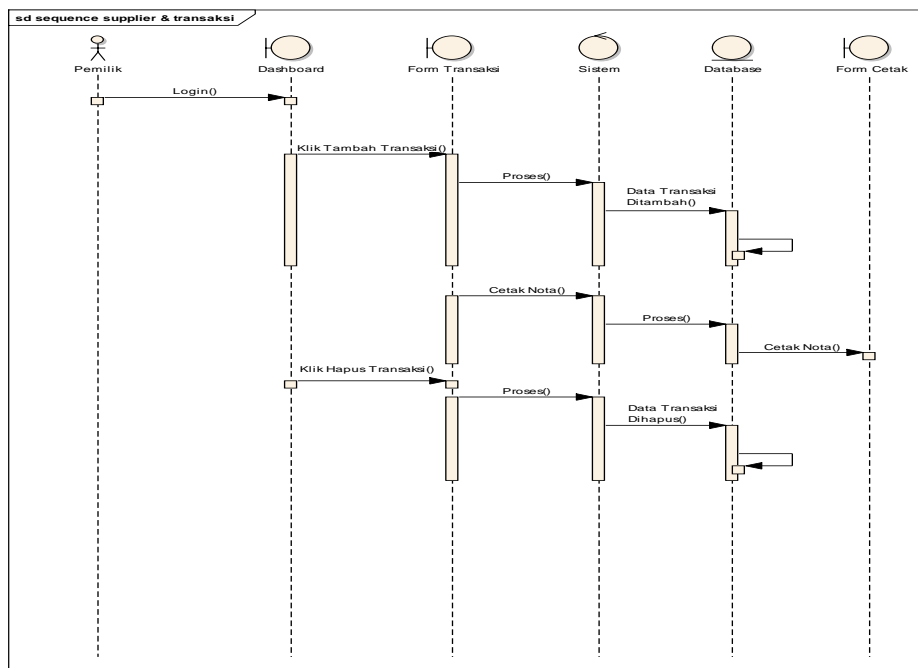 sd sequence supplier & transaksi
Pemilik
Dashboard
Form Transaksi
Sistem
Database
Form Cetak
Login()
Klik Tambah Transaksi()
Proses()
Data Transaksi
Ditambah()
Cetak Nota()
Proses()
Cetak Nota()
Klik Hapus Transaksi()
Proses()
Data Transaksi
Dihapus()